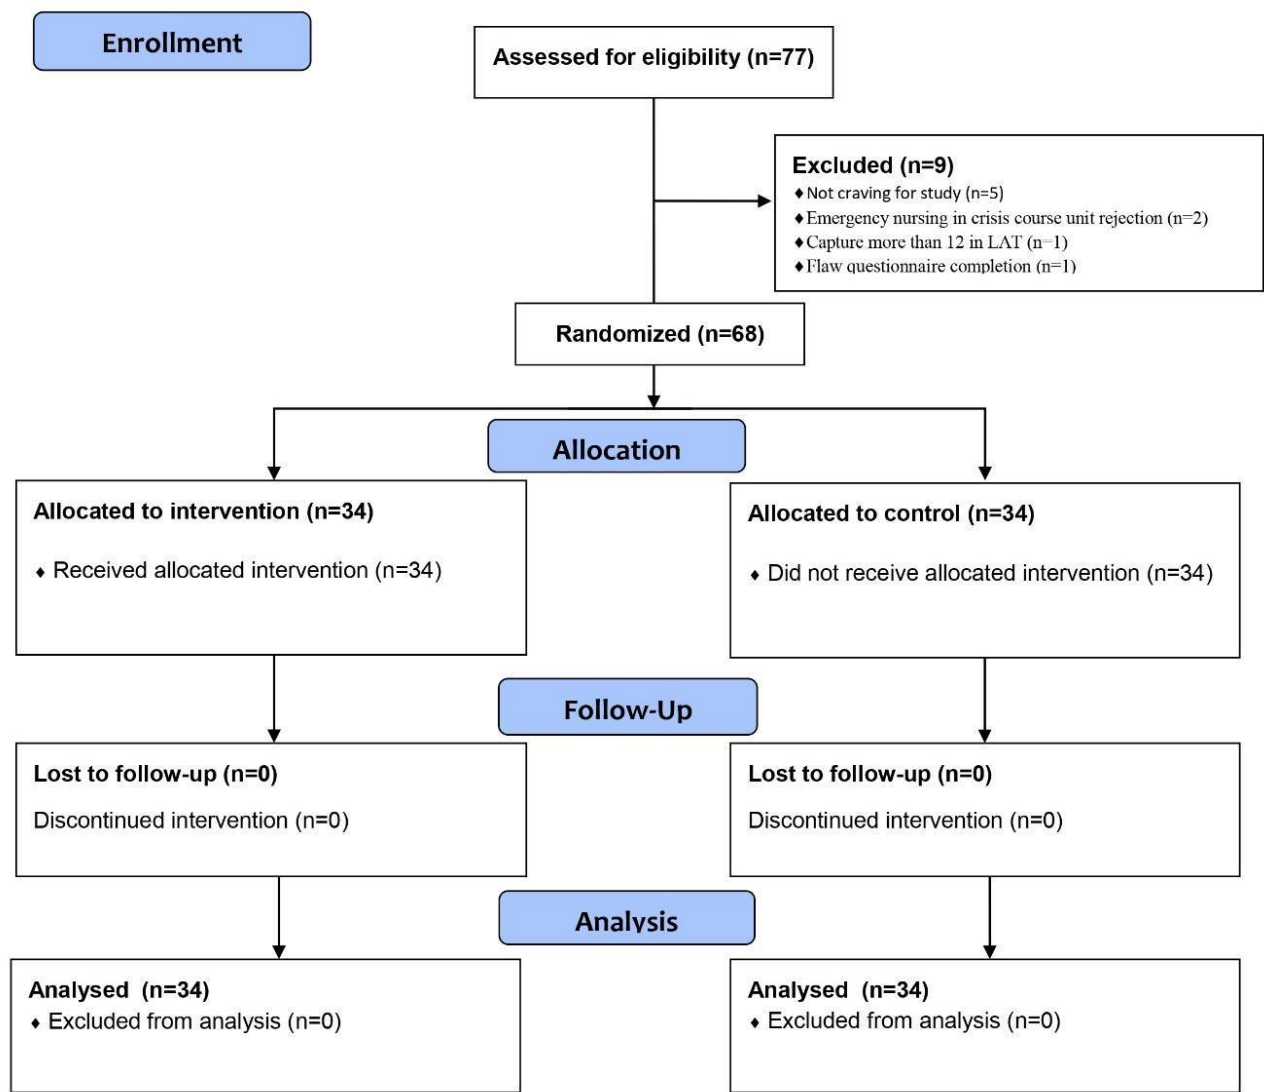 Enrollment
Assessed for eligibility (n=77)
Excluded (n=9)
♦Not craving for study (n=5)
♦Emergency nursing in crisis course unit rejection (n=2)
♦Capture more than 12 in LAT (n=1)
♦Flaw questionnaire completion (n=1)
Randomized (n=68)
Allocation
Allocated to intervention (n=34)
♦ Received allocated intervention (n=34)
Allocated to control (n=34)
♦ Did not receive allocated intervention (n=34)
Follow-Up
Lost to follow-up (n=0)
Discontinued intervention (n=0)
Lost to follow-up (n=0)
Discontinued intervention (n=0)
Analysis
Analysed (n=34)
♦ Excluded from analysis (n=0)
Analysed (n=34)
♦ Excluded from analysis (n=0)